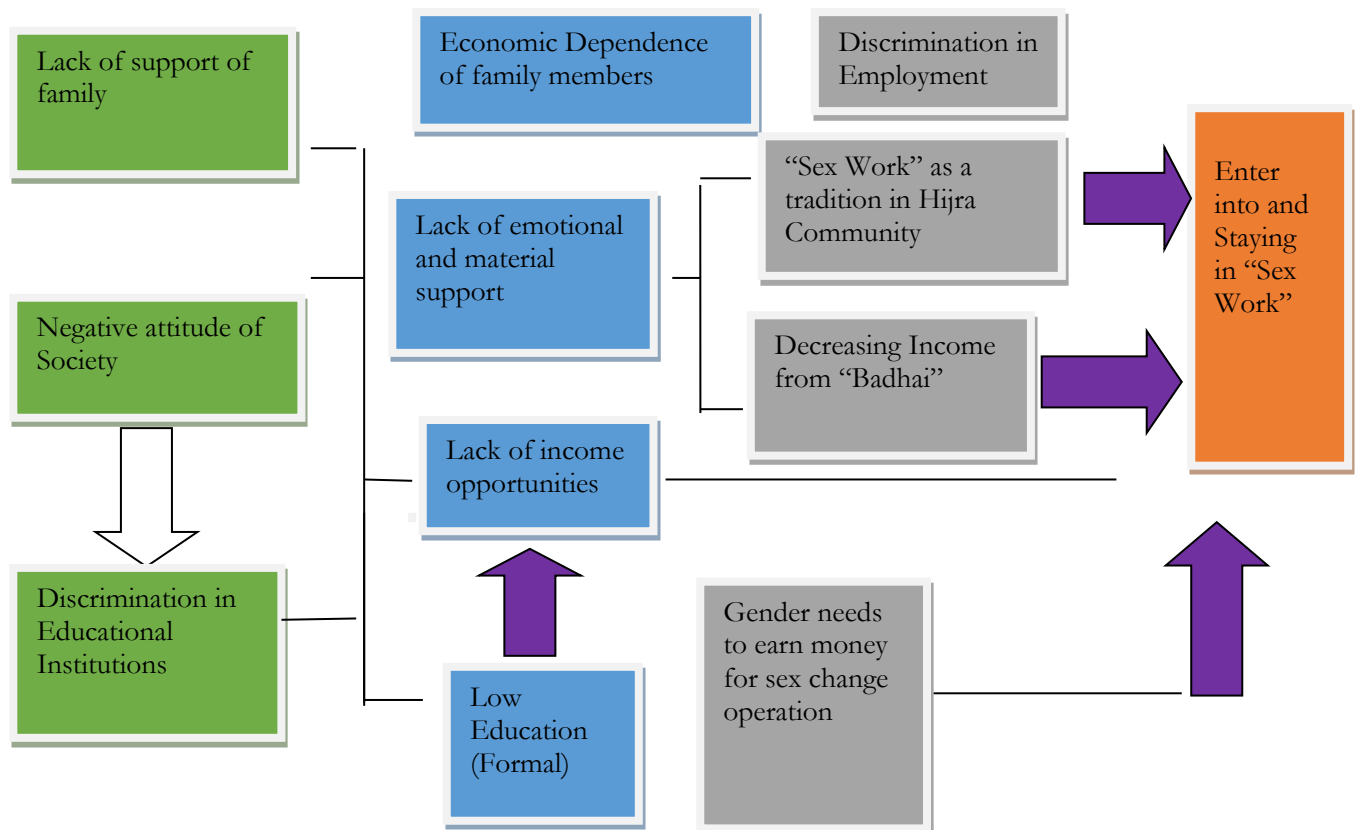 Lack of support of
family
Economic Dependence
of family members
Discrimination in
Employment
“Sex Work” as a
tradition in Hijra
Community
Enter
into and
Staying
in “Sex
Work”
Lack of emotional
and material
support
Negative attitude of
Society
Decreasing Income
from “Badhai”
Lack of income
opportunities
Discrimination in
Educational
Institutions
Gender needs
to earn money
for sex change
operation
Low
Education
(Formal)